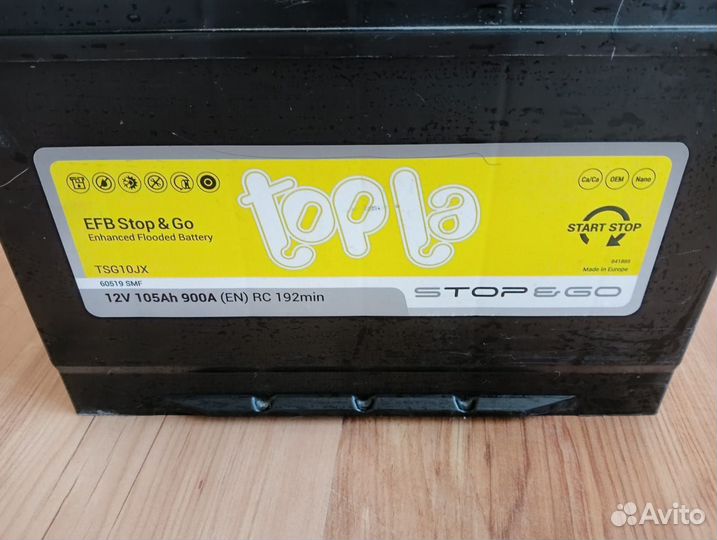 topla
Ca/Ca OEM Nano
EFB Stop & Go
Enhanced Flooded Battery
START STOP
TSG10JX
60519 SMF
Made in Europe
12V 105Ah 900A (EN) RC 192min
STOP&GO
Avito